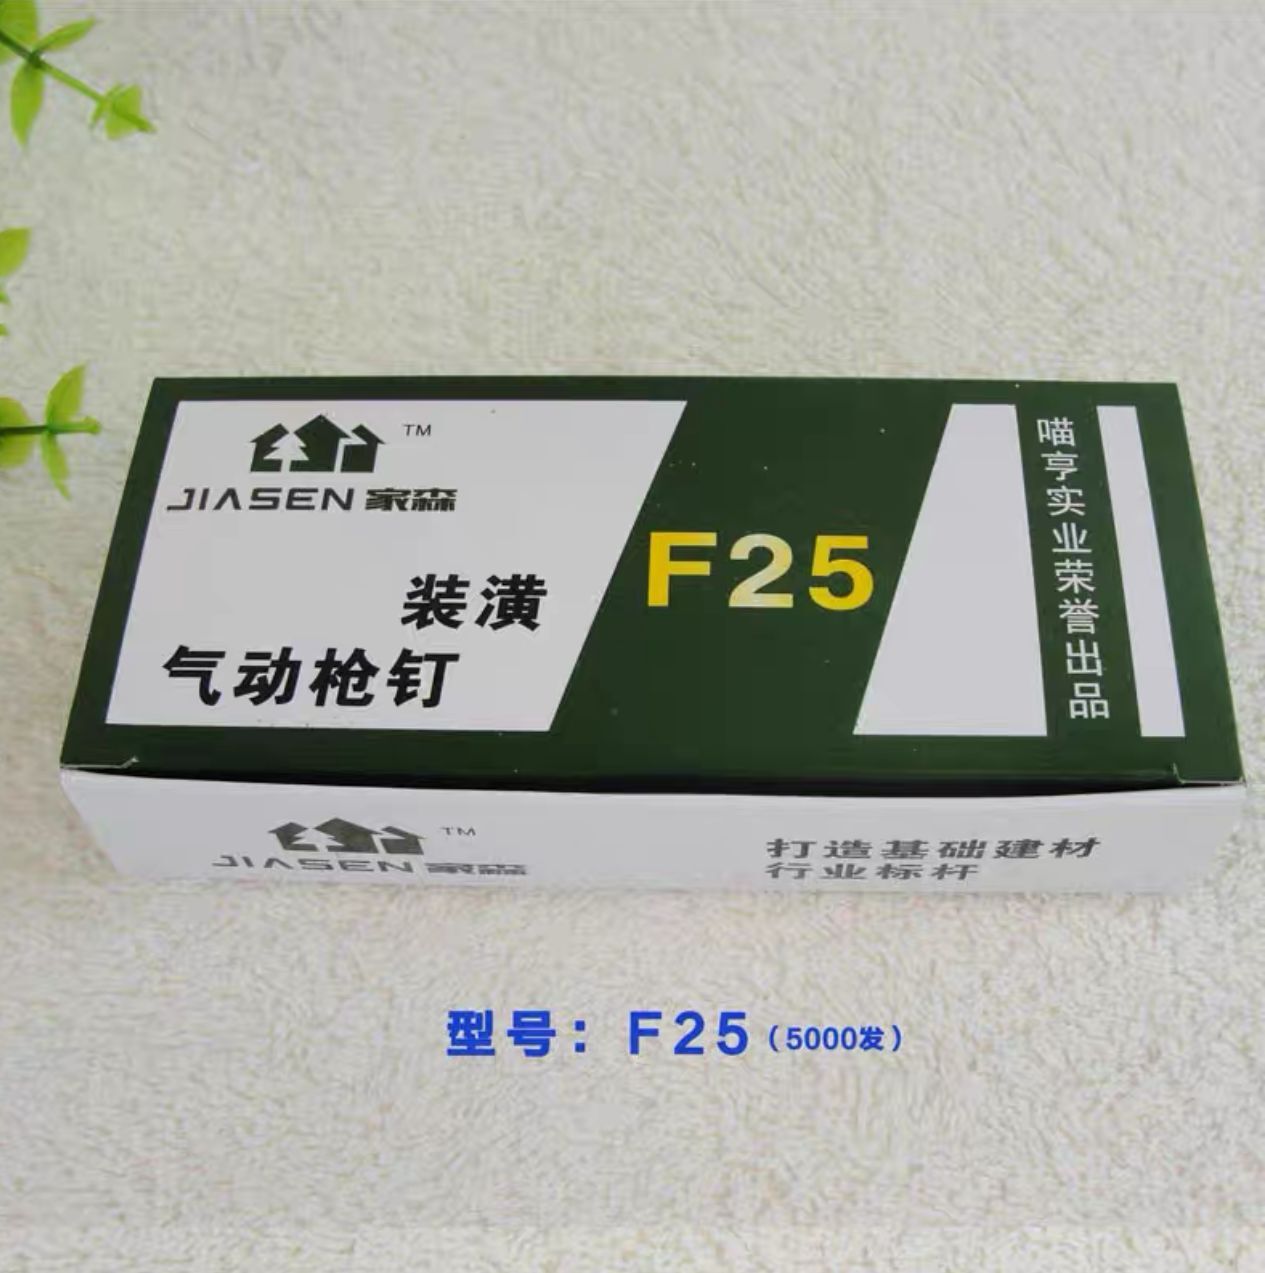 TM
JIASEN 家森
装潢
气动枪钉
F25
喵亨实业荣誉出品
TM
JIASEN 家森
打造基础建材
行业标杆
型号：F25（5000发）